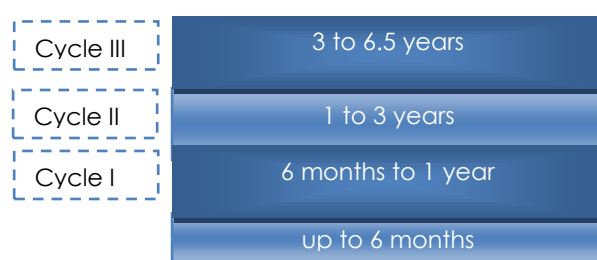 Cycle III 3 to 6.5 years
Cycle II 1 to 3 years
Cycle I 6 months to 1 year
up to 6 months